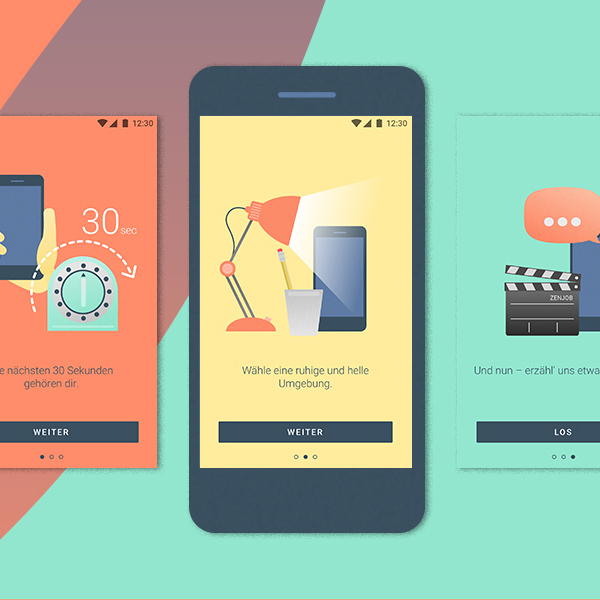 12:30
30 sec
e nächsten 30 Sekunden
gehören dir.
WEITER
12:30
Wähle eine ruhige und helle
Umgebung.
WEITER
ZENJOB
Und nun – erzähl' uns etwa
LOS